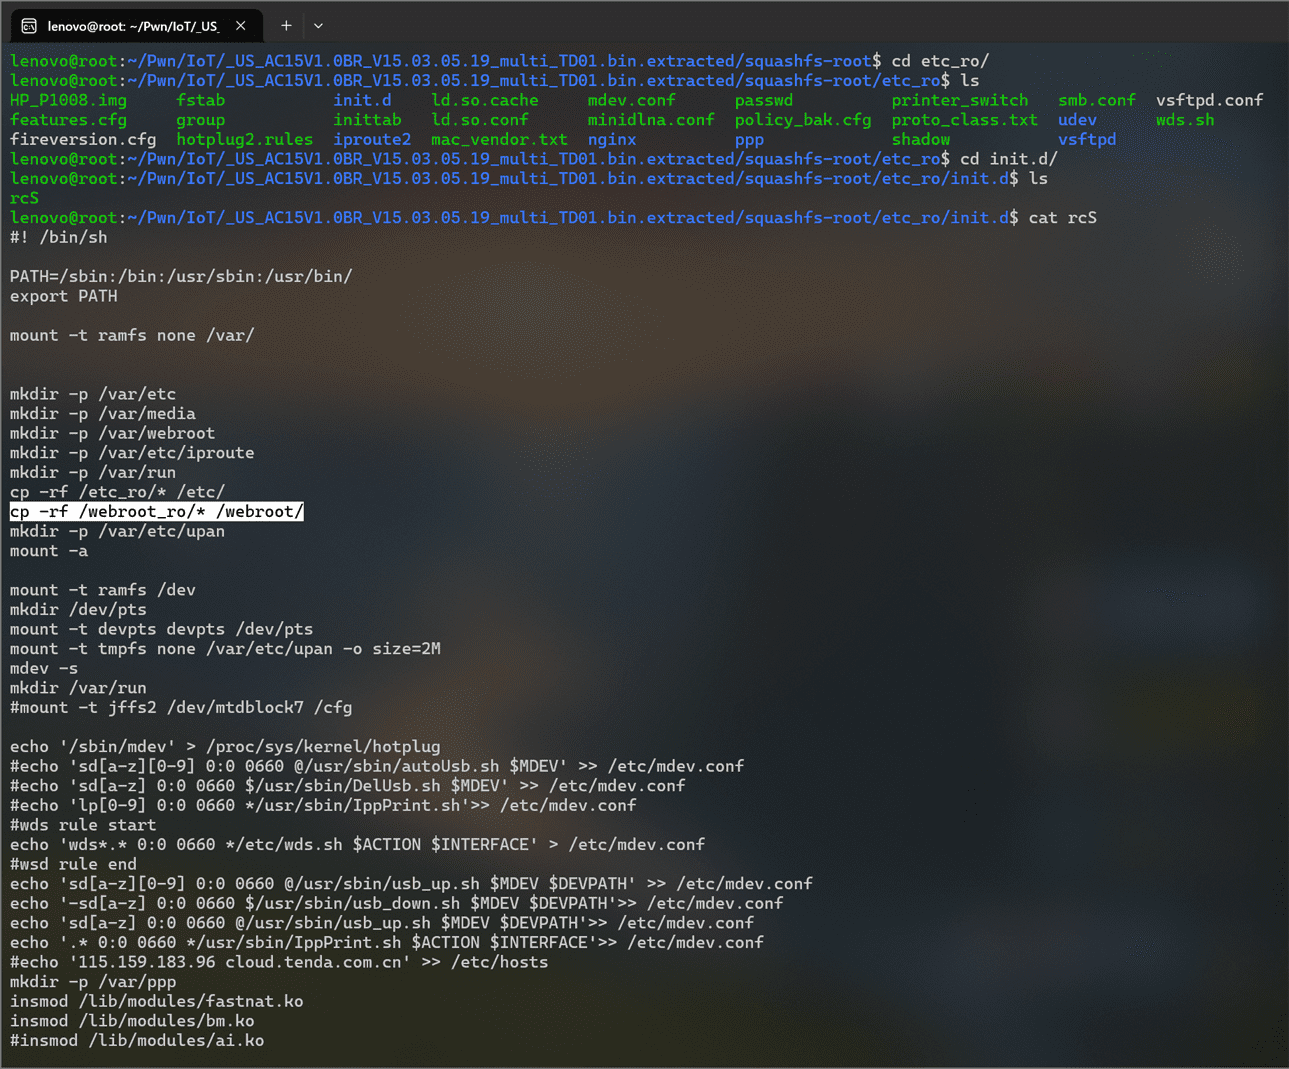 lenovo@root: ~/Pwn/IoT/_US_
lenovo@root:~/Pwn/IoT/_US_AC15V1.0BR_V15.03.05.19_multi_TD01.bin.extracted/squashfs-root$ cd etc_ro/
lenovo@root:~/Pwn/IoT/_US_AC15V1.0BR_V15.03.05.19_multi_TD01.bin.extracted/squashfs-root/etc_ro$ ls
HP_P1008.img fstab init.d ld.so.cache mdev.conf passwd printer_switch smb.conf vsftpd.conf
features.cfg group inittab ld.so.conf minidlna.conf policy_bak.cfg proto_class.txt udev wds.sh
fireversion.cfg hotplug2.rules iproute2 mac_vendor.txt nginx ppp shadow vsftpd
lenovo@root:~/Pwn/IoT/_US_AC15V1.0BR_V15.03.05.19_multi_TD01.bin.extracted/squashfs-root/etc_ro$ cd init.d/
lenovo@root:~/Pwn/IoT/_US_AC15V1.0BR_V15.03.05.19_multi_TD01.bin.extracted/squashfs-root/etc_ro/init.d$ ls
rcS
lenovo@root:~/Pwn/IoT/_US_AC15V1.0BR_V15.03.05.19_multi_TD01.bin.extracted/squashfs-root/etc_ro/init.d$ cat rcS
#! /bin/sh
PATH=/sbin:/bin:/usr/sbin:/usr/bin/
export PATH
mount -t ramfs none /var/
mkdir -p /var/etc
mkdir -p /var/media
mkdir -p /var/webroot
mkdir -p /var/etc/iproute
mkdir -p /var/run
cp -rf /etc_ro/* /etc/
cp -rf /webroot_ro/* /webroot/
mkdir -p /var/etc/upan
mount -a
mount -t ramfs /dev
mkdir /dev/pts
mount -t devpts devpts /dev/pts
mount -t tmpfs none /var/etc/upan -o size=2M
mdev -s
mkdir /var/run
#mount -t jffs2 /dev/mtdblock7 /cfg
echo '/sbin/mdev' > /proc/sys/kernel/hotplug
#echo 'sd[a-z][0-9] 0:0 0660 @/usr/sbin/autoUsb.sh $MDEV' >> /etc/mdev.conf
#echo 'sd[a-z] 0:0 0660 $/usr/sbin/DelUsb.sh $MDEV' >> /etc/mdev.conf
#echo 'lp[0-9] 0:0 0660 */usr/sbin/IppPrint.sh'>> /etc/mdev.conf
#wds rule start
echo 'wds*.* 0:0 0660 */etc/wds.sh $ACTION $INTERFACE' > /etc/mdev.conf
#wsd rule end
echo 'sd[a-z][0-9] 0:0 0660 @/usr/sbin/usb_up.sh $MDEV $DEVPATH' >> /etc/mdev.conf
echo '-sd[a-z] 0:0 0660 $/usr/sbin/usb_down.sh $MDEV $DEVPATH'>> /etc/mdev.conf
echo 'sd[a-z] 0:0 0660 @/usr/sbin/usb_up.sh $MDEV $DEVPATH'>> /etc/mdev.conf
echo '.* 0:0 0660 */usr/sbin/IppPrint.sh $ACTION $INTERFACE'>> /etc/mdev.conf
#echo '115.159.183.96 cloud.tenda.com.cn' >> /etc/hosts
mkdir -p /var/ppp
insmod /lib/modules/fastnat.ko
insmod /lib/modules/bm.ko
#insmod /lib/modules/ai.ko